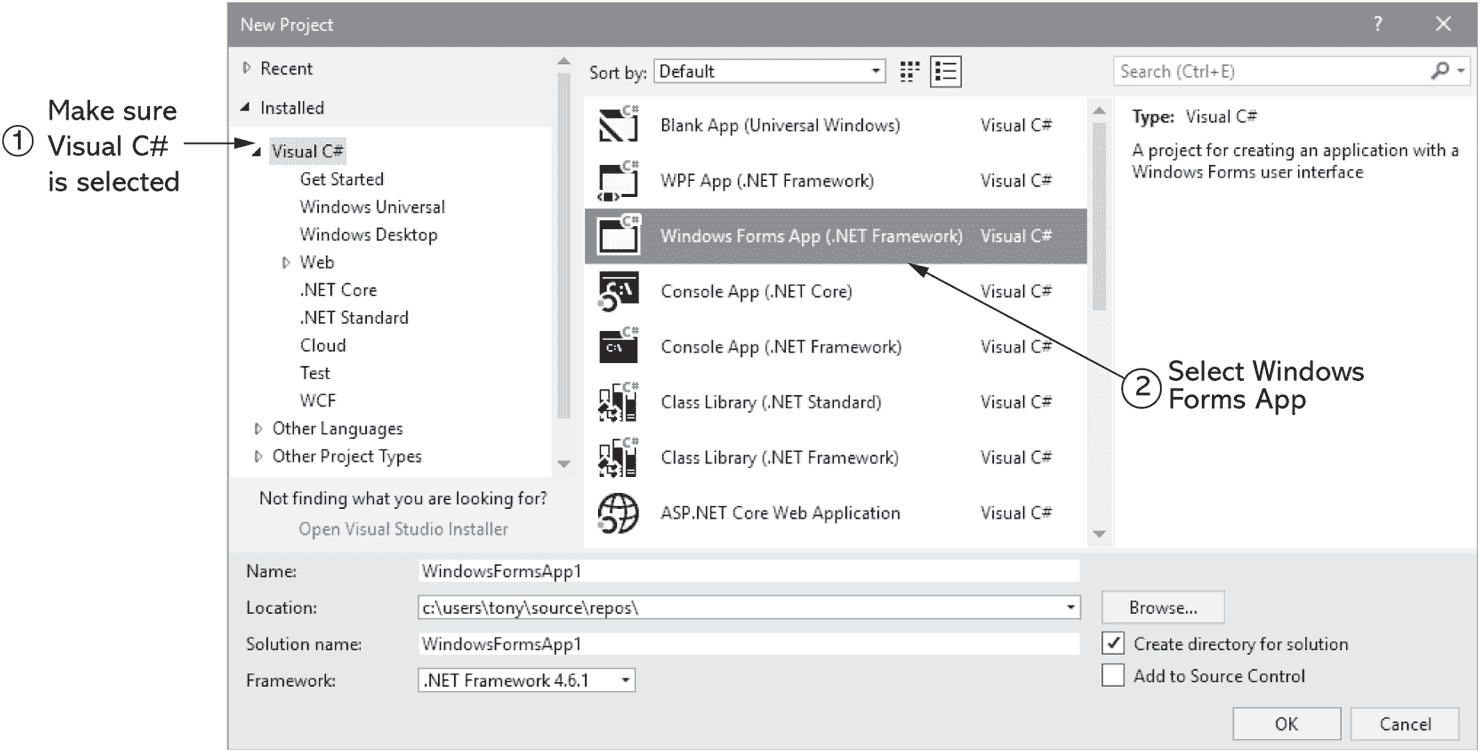 New Project
?
Recent
Installed
① Make sure
Visual C#
is selected
Visual C#
Get Started
Windows Universal
Windows Desktop
Web
.NET Core
.NET Standard
Cloud
Test
WCF
Other Languages
Other Project Types
Not finding what you are looking for?
Open Visual Studio Installer
Sort by: Default
C# Blank App (Universal Windows) Visual C#
C# WPF App (.NET Framework) Visual C#
C# Windows Forms App (.NET Framework) Visual C#
C:\ Console App (.NET Core) Visual C#
C# C:\ Console App (.NET Framework) Visual C#
C# Class Library (.NET Standard) Visual C#
C# Class Library (.NET Framework) Visual C#
ASP.NET Core Web Application Visual C#
Search (Ctrl+E)
Type: Visual C#
A project for creating an application with a
Windows Forms user interface
② Select Windows
Forms App
Name: WindowsFormsApp1
Location: c:\users\tony\source\repos\
Browse...
Solution name: WindowsFormsApp1
Create directory for solution
Framework: .NET Framework 4.6.1
Add to Source Control
OK
Cancel